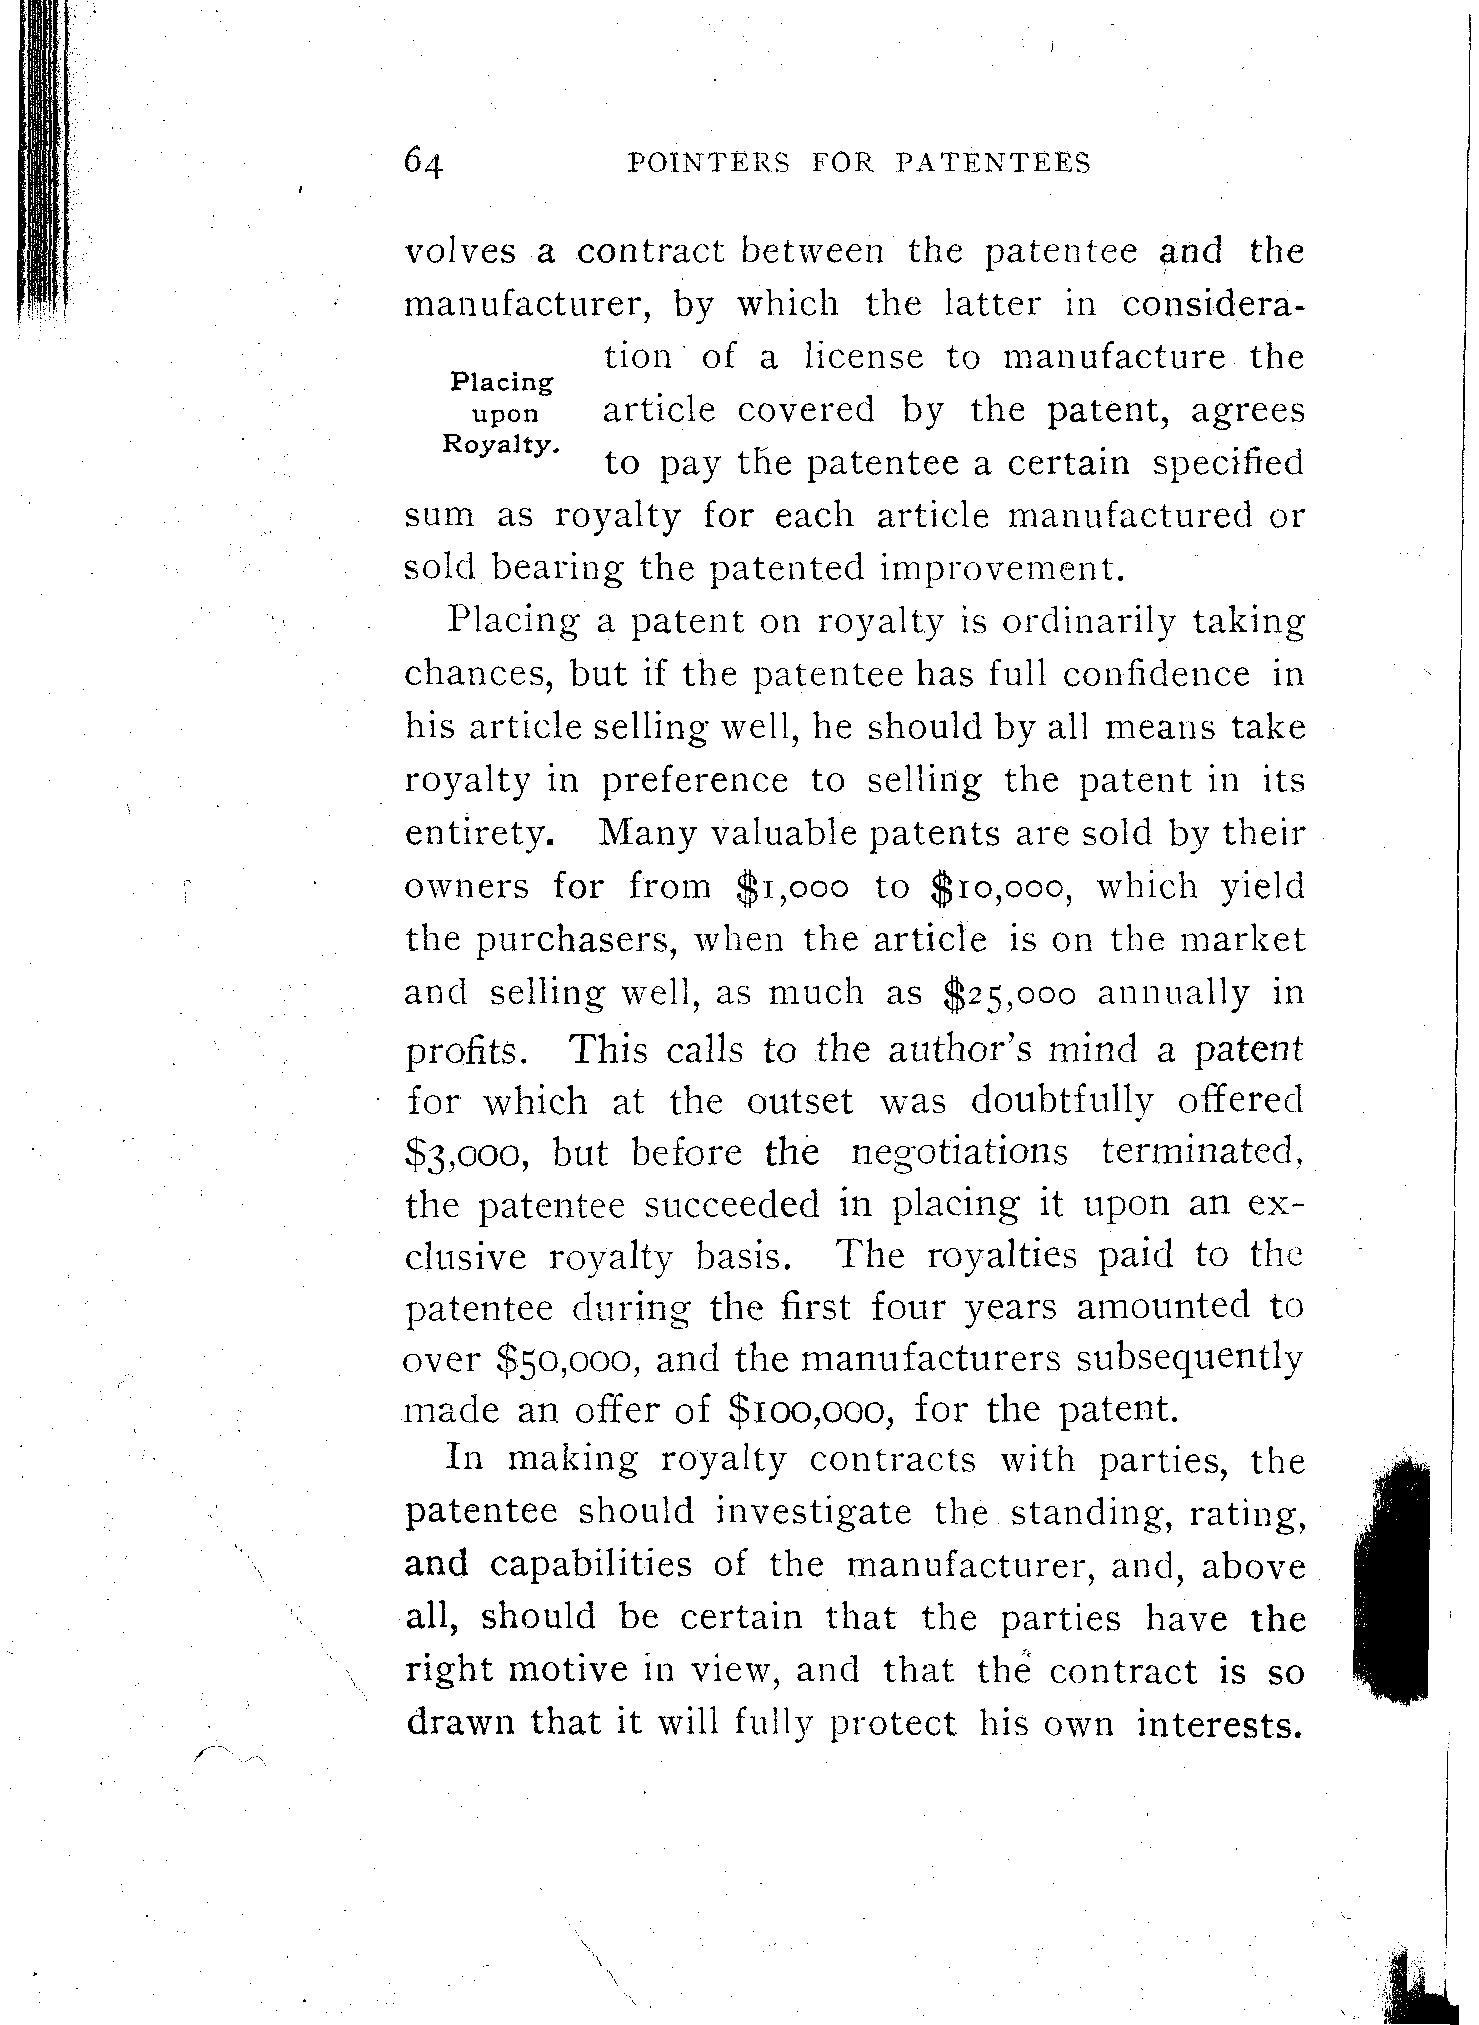 64 POINTERS FOR PATENTEES
volves a contract between the patentee and the
manufacturer, by which the latter in considera-
tion of a license to manufacture the
Placing
upon
Royalty.
article covered by the patent, agrees
to pay the patentee a certain specified
sum as royalty for each article manufactured or
sold bearing the patented improvement.
Placing a patent on royalty is ordinarily taking
chances, but if the patentee has full confidence in
his article selling well, he should by all means take
royalty in preference to selling the patent in its
entirety. Many valuable patents are sold by their
owners for from $1,000 to $10,000, which yield
the purchasers, when the article is on the market
and selling well, as much as $25,000 annually in
profits. This calls to the author's mind a patent
for which at the outset was doubtfully offered
$3,000, but before the negotiations terminated,
the patentee succeeded in placing it upon an ex-
clusive royalty basis. The royalties paid to the
patentee during the first four years amounted to
over $50,000, and the manufacturers subsequently
made an offer of $100,000, for the patent.
In making royalty contracts with parties, the
patentee should investigate the standing, rating,
and capabilities of the manufacturer, and, above
all, should be certain that the parties have the
right motive in view, and that the contract is so
drawn that it will fully protect his own interests.